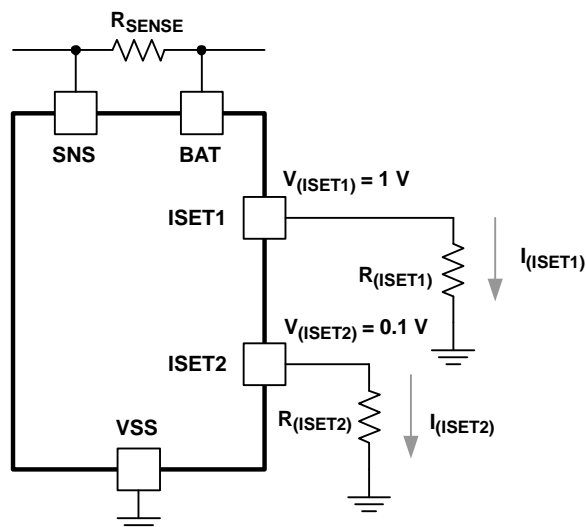 RSENSE
SNS
BAT
V(ISET1) = 1 V
ISET1
R(ISET1)
I(ISET1)
V(ISET2) = 0.1 V
ISET2
R(ISET2)
I(ISET2)
VSS